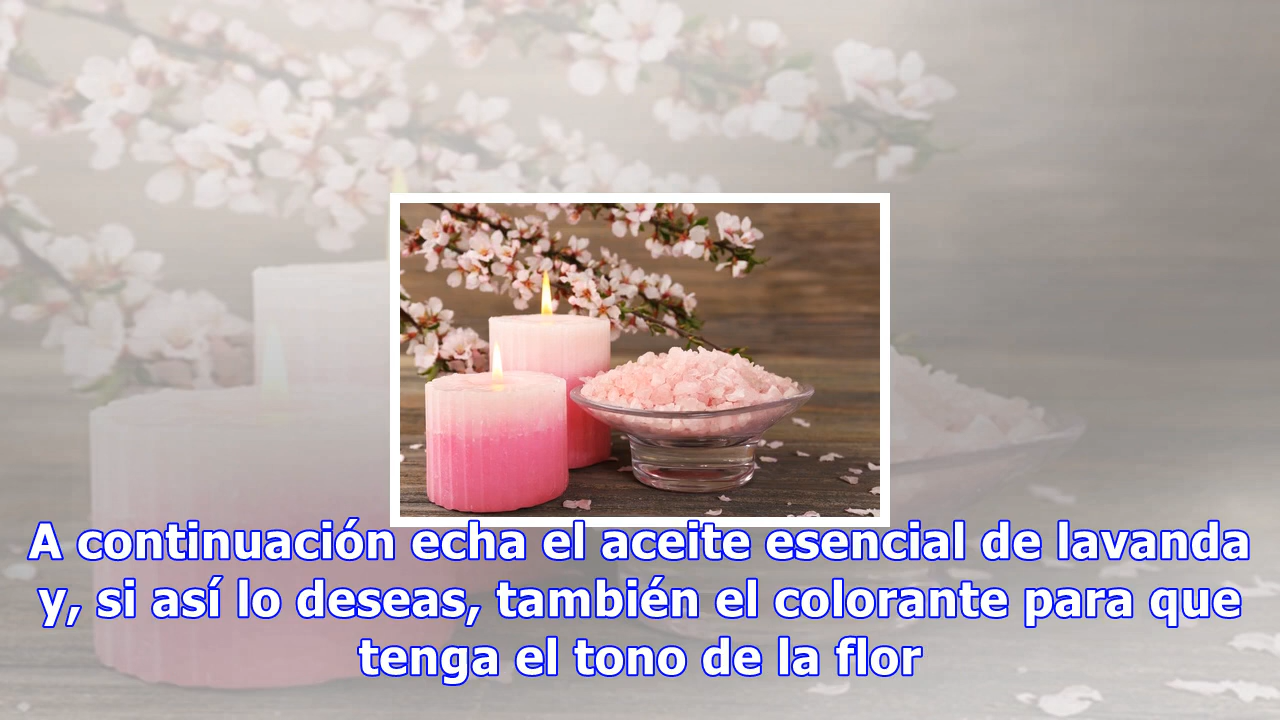 A continuación echa el aceite esencial de lavanda
y, si así lo deseas, también el colorante para que
tenga el tono de la flor